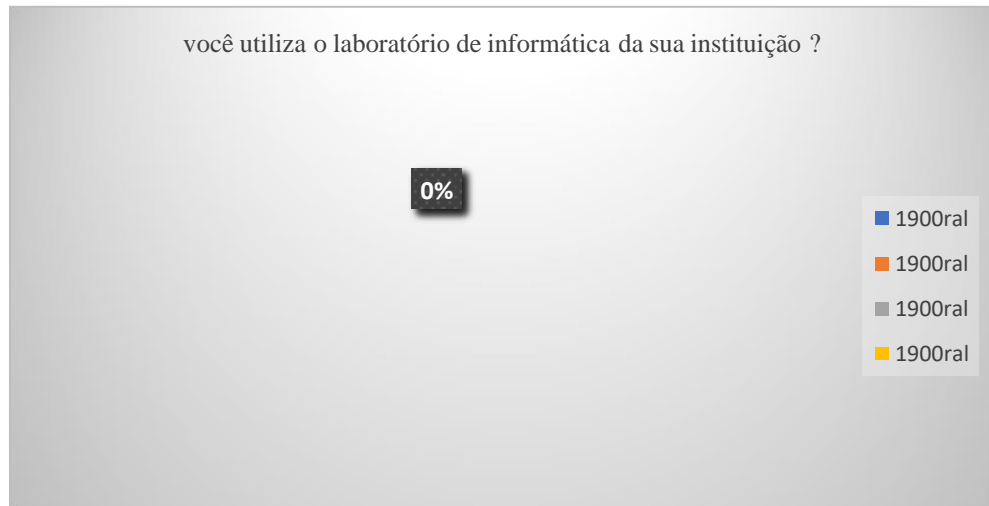 você utiliza o laboratório de informática da sua instituição ?
0%
1900ral
1900ral
1900ral
1900ral